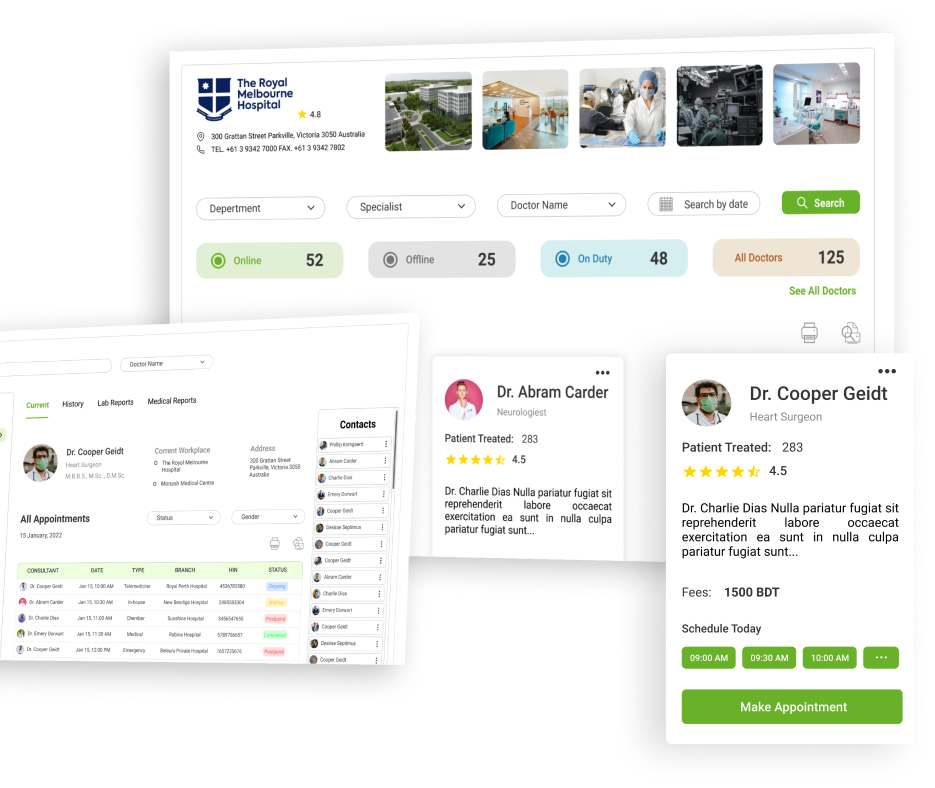 The Royal
Melbourne
Hospital
4.8
300 Grattan Street Parkville, Victoria 3050 Australia
TEL. +61 3 9342 7000 FAX. +61 3 9342 7802
Depertment
Specialist
Doctor Name
Search by date
Search
Online 52
Offline 25
On Duty 48
All Doctors 125
See All Doctors
Doctor Name
Current
History
Lab Reports
Medical Reports
Dr. Cooper Geidt
Heart Surgeon
M.B.B.S, M.Sc. , D.M.Sc.
Corrent Workplace
The Royal Melrourne
Hospital
Monash Medical Centre
Address
300 Grattan Street
Parkville, Victoria 3050
Australia
All Appointments
15 January, 2022
Status
Gender
CONSULTANT DATE TYPE BRANCH HIN STATUS
Dr. Cooper Geidt Jan 15, 10:00 AM Telemedicine Royal Perth Hospital 4536783580 Ongoing
Dr. Abram Carder Jan 15, 10:30 AM In-house New Bendigo Hospital 2485583304 Waiting
Dr. Charlie Dias Jan 15, 11:00 AM Chember Sunshine Hospital 3456547655 Postpond
Dr. Emery Dorwart Jan 15, 11:30 AM Medical Robina Hospital 5789756657 Completed
Dr. Cooper Geidt Jan 15, 12:00 PM Emergency Beleura Private Hospital 1657235676 Postpond
Contacts
Phillip Korsgaard
Abram Carder
Charlie Dias
Emery Dorwart
Cooper Geidt
Desirae Septimus
Cooper Geidt
Cooper Geidt
Abram Carder
Charlie Dias
Emery Dorwart
Cooper Geidt
Desirae Septimus
Cooper Geidt
Dr. Abram Carder
Neurologiest
Patient Treated: 283
4.5
Dr. Charlie Dias Nulla pariatur fugiat sit
reprehenderit labore occaecat
exercitation ea sunt in nulla culpa
pariatur fugiat sunt...
Dr. Cooper Geidt
Heart Surgeon
Patient Treated: 283
4.5
Dr. Charlie Dias Nulla pariatur fugiat sit
reprehenderit labore occaecat
exercitation ea sunt in nulla culpa
pariatur fugiat sunt...
Fees: 1500 BDT
Schedule Today
09:00 AM 09:30 AM 10:00 AM ...
Make Appointment